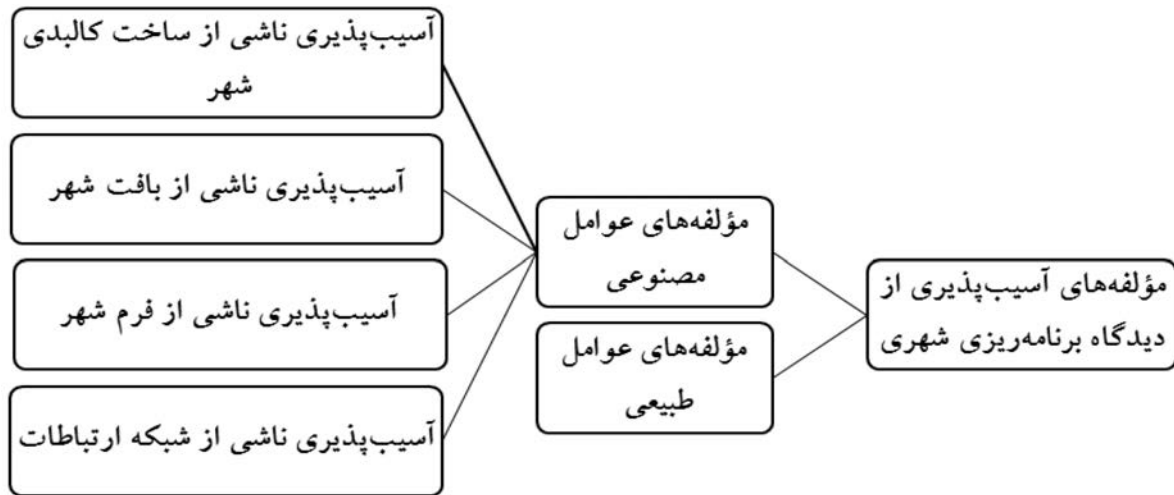 مؤلفه‌های آسیب‌پذیری از
دیدگاه برنامه‌ریزی شهری
مؤلفه‌های عوامل
مصنوعی
مؤلفه‌های عوامل
طبیعی
آسیب‌پذیری ناشی از ساخت کالبدی
شهر
آسیب‌پذیری ناشی از بافت شهر
آسیب‌پذیری ناشی از فرم شهر
آسیب‌پذیری ناشی از شبکه ارتباطات